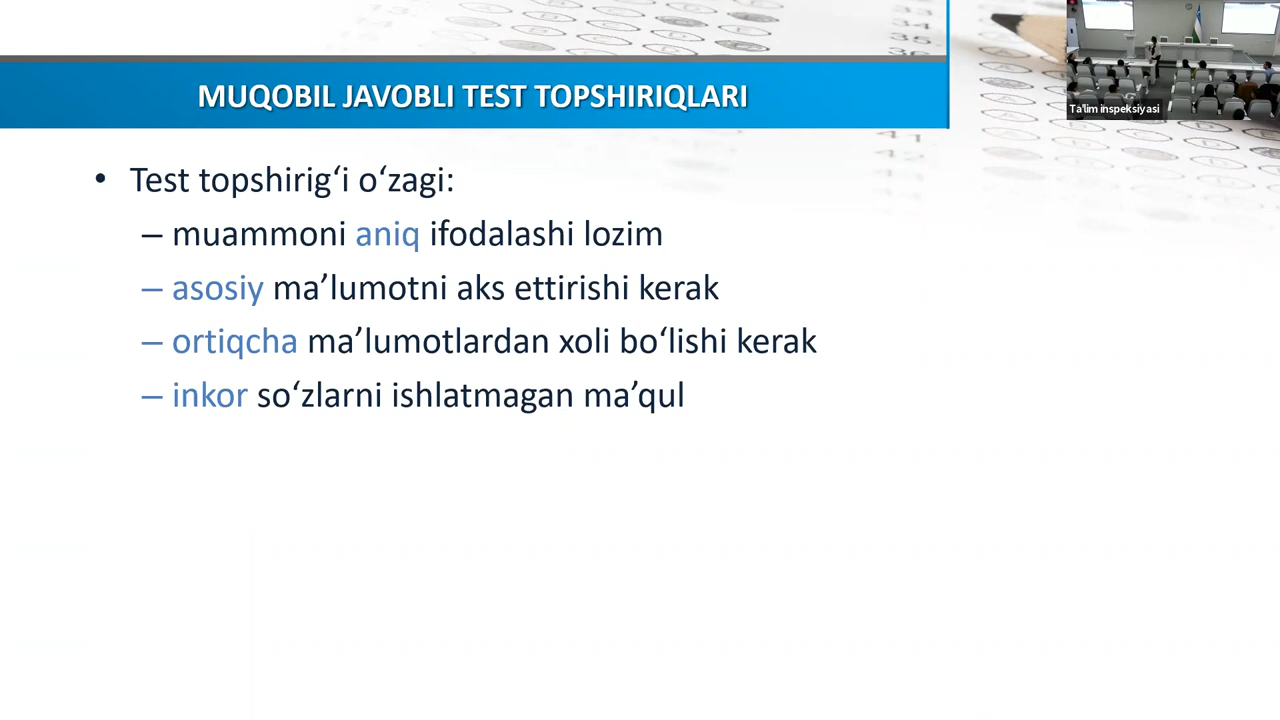 MUQOBIL JAVOBLI TEST TOPSHIRIQLARI
Ta'lim inspeksiyasi
• Test topshirig‘i o‘zagi:
– muammoni aniq ifodalashi lozim
– asosiy ma’lumotni aks ettirishi kerak
– ortiqcha ma’lumotlardan xoli bo‘lishi kerak
– inkor so‘zlarni ishlatmagan ma’qul